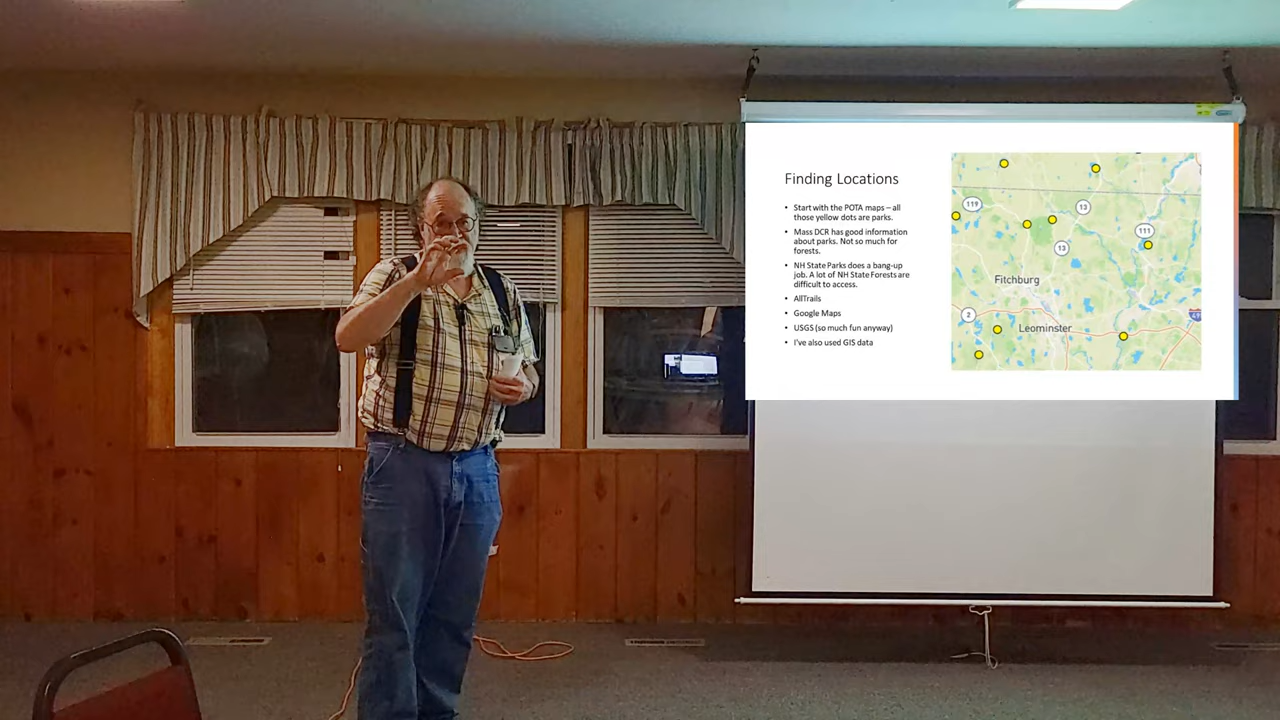 Finding Locations
• Start with the POTA maps – all
those yellow dots are parks.
• Mass DCR has good information
about parks. Not so much for
forests.
• NH State Parks does a bang-up
job. A lot of NH State Forests are
difficult to access.
• AllTrails
• Google Maps
• USGS (so much fun anyway)
• I've also used GIS data
119
13
111
13
Fitchburg
2
Leominster